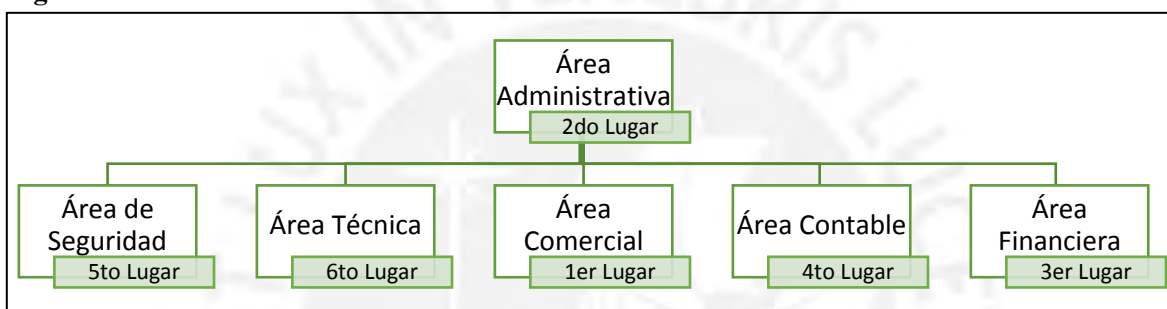 Área
Administrativa
2do Lugar
Área de
Seguridad
5to Lugar
Área Técnica
6to Lugar
Área
Comercial
1er Lugar
Área Contable
4to Lugar
Área
Financiera
3er Lugar